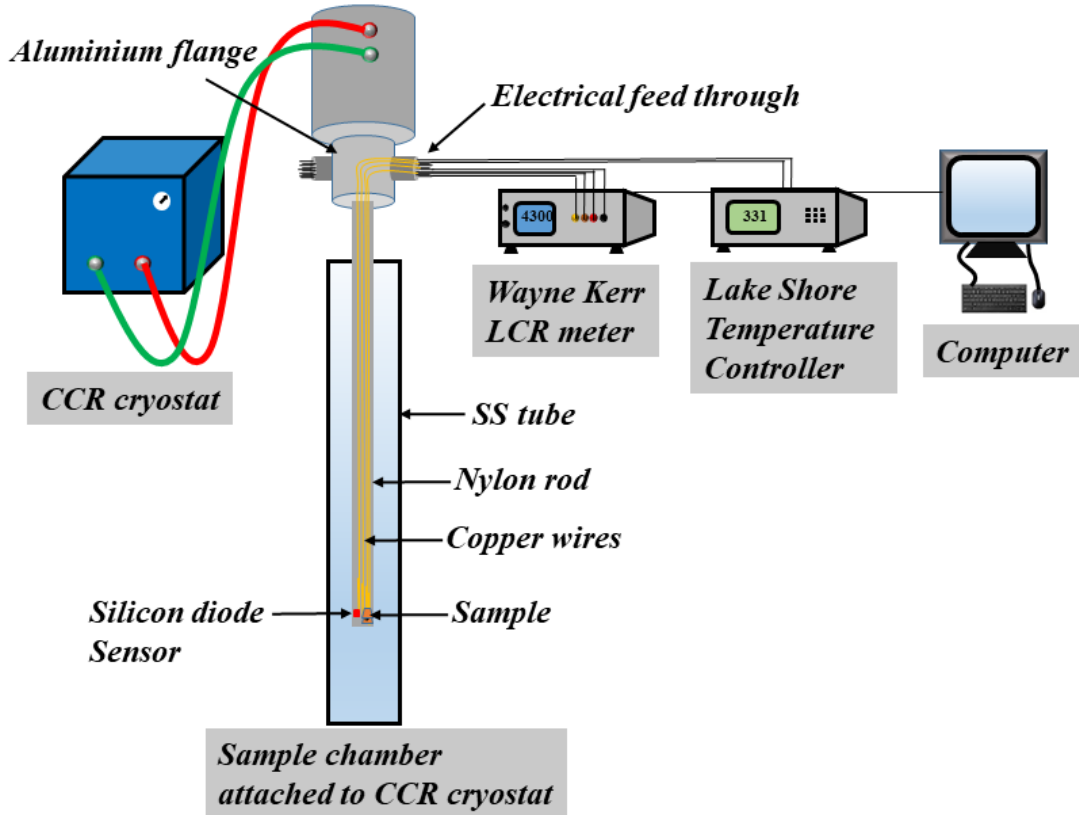 Aluminium flange
Electrical feed through
4300
331
Wayne Kerr
LCR meter
Lake Shore
Temperature
Controller
Computer
CCR cryostat
SS tube
Nylon rod
Copper wires
Silicon diode
Sensor
Sample
Sample chamber
attached to CCR cryostat